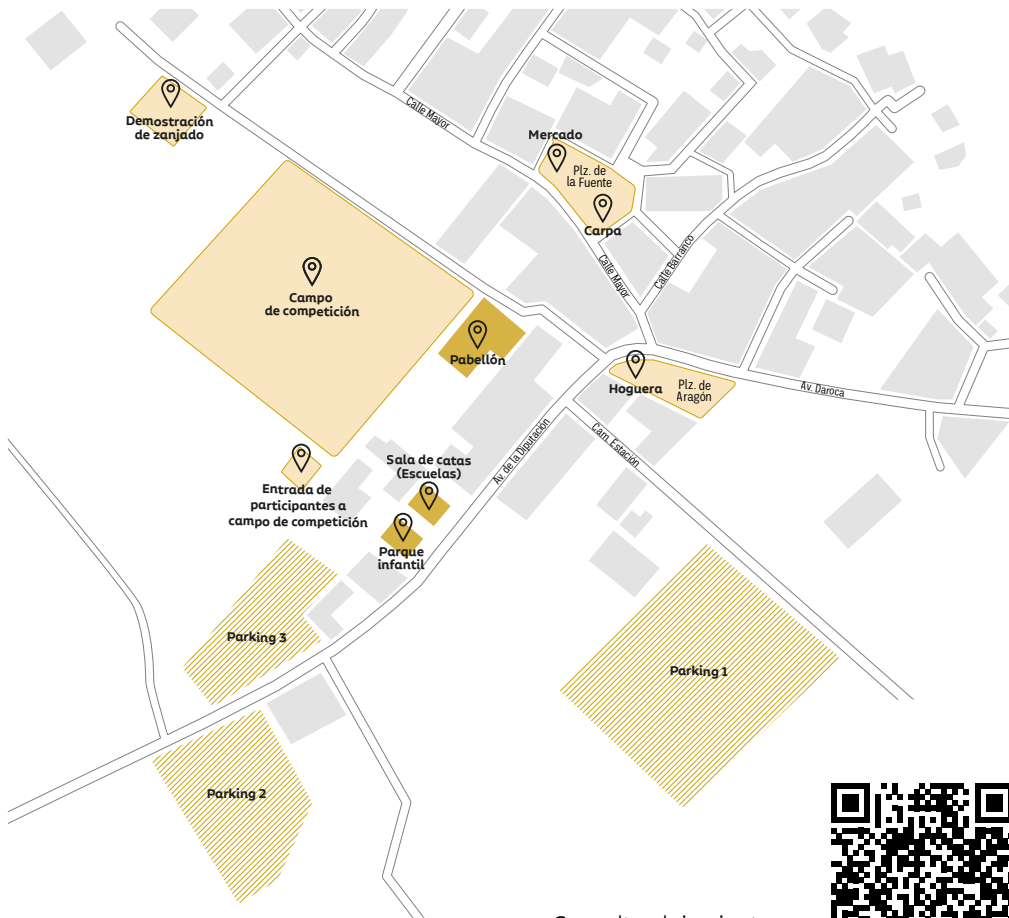 Calle Mayor
Demostración
de zanjado
Mercado
Plz. de
la Fuente
Carpa
Calle Mayor
Calle Barranco
Campo
de competición
Pabellón
Hoguera
Plz. de
Aragón
Av. Daroca
Av. de la Diputación
Cam. Estación
Sala de catas
(Escuelas)
Entrada de
participantes a
campo de competición
Parque
infantil
Parking 3
Parking 1
Parking 2